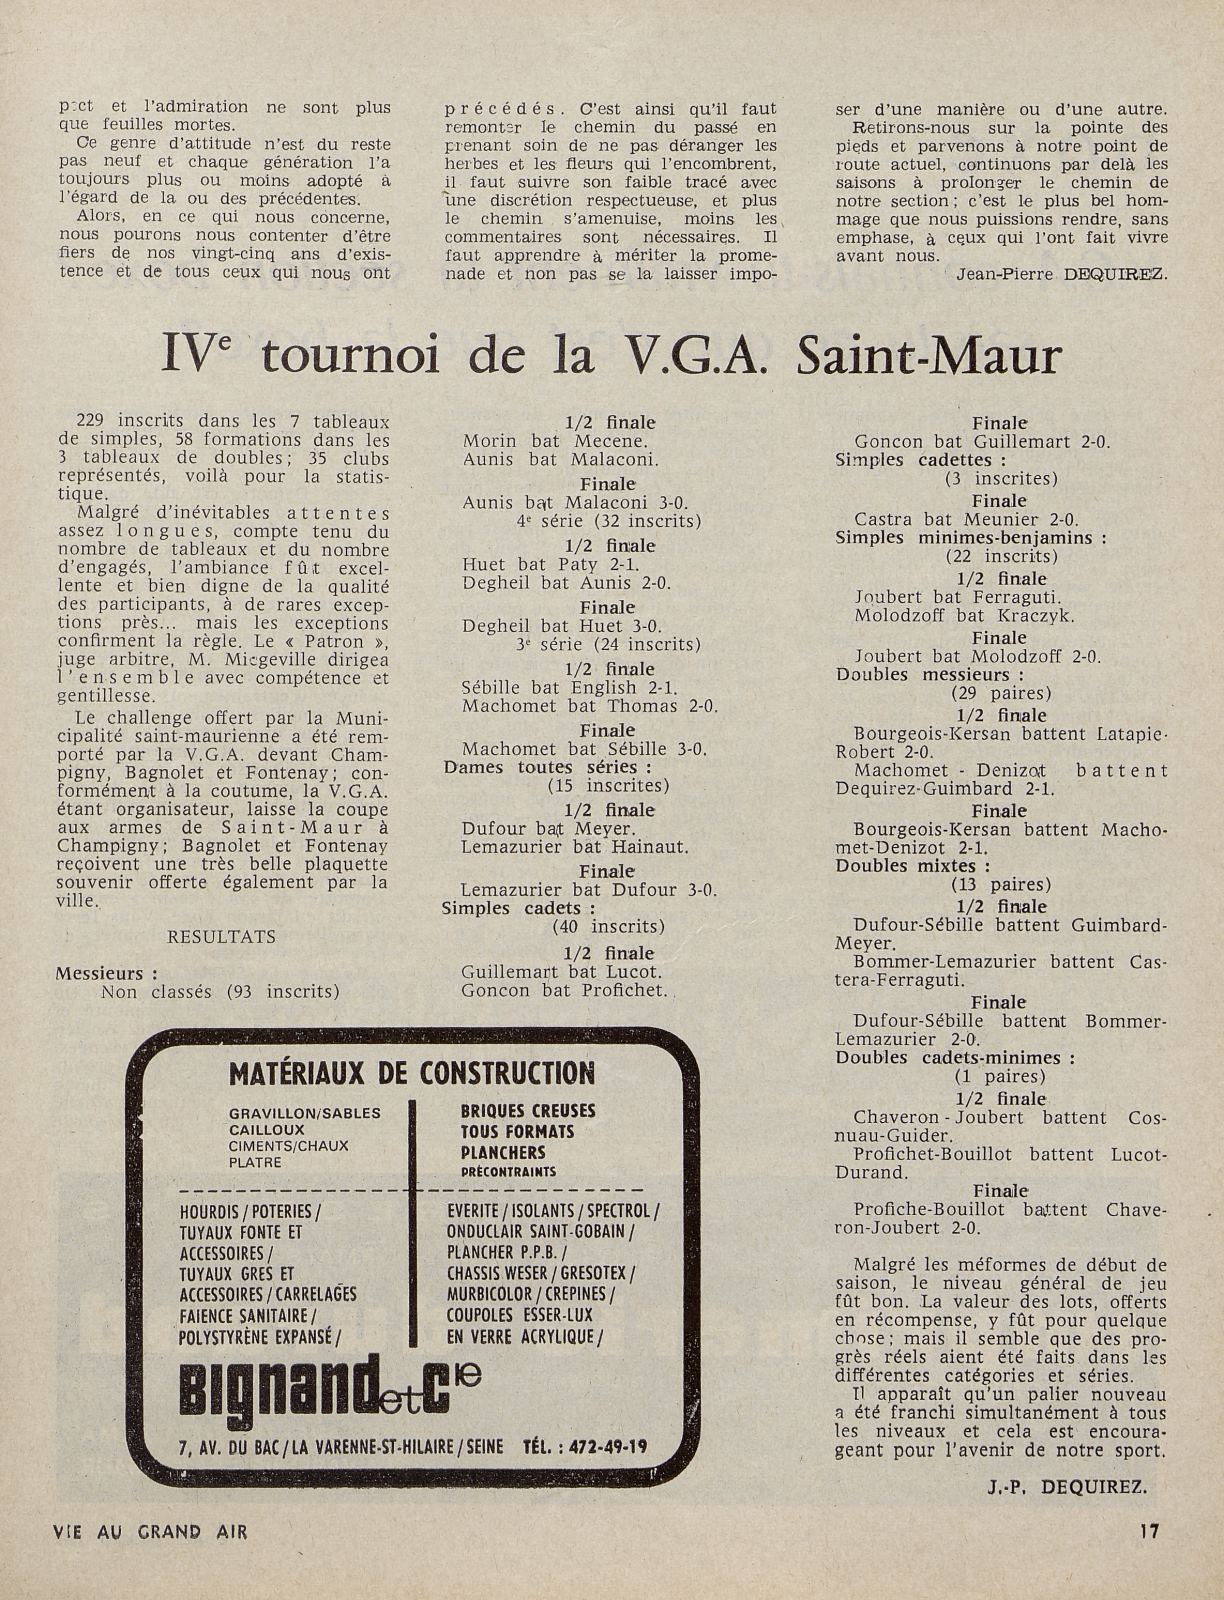 pect et l'admiration ne sont plus
que feuilles mortes.
Ce genre d'attitude n'est du reste
pas neuf et chaque génération l'a
toujours plus ou moins adopté à
l'égard de la ou des précédentes.
Alors, en ce qui nous concerne,
nous pourons nous contenter d'être
fiers de nos vingt-cinq ans d'exis-
tence et de tous ceux qui nous ont
précédés. C'est ainsi qu'il faut
remonter le chemin du passé en
prenant soin de ne pas déranger les
herbes et les fleurs qui l'encombrent,
il faut suivre son faible tracé avec
une discrétion respectueuse, et plus
le chemin s'amenuise, moins les
commentaires sont nécessaires. Il
faut apprendre à mériter la prome-
nade et non pas se la laisser impo-
ser d'une manière ou d'une autre.
Retirons-nous sur la pointe des
pieds et parvenons à notre point de
route actuel, continuons par delà les
saisons à prolonger le chemin de
notre section ; c'est le plus bel hom-
mage que nous puissions rendre, sans
emphase, à ceux qui l'ont fait vivre
avant nous.
Jean-Pierre DEQUIREZ.
IVe tournoi de la V.G.A. Saint-Maur
229 inscrits dans les 7 tableaux
de simples, 58 formations dans les
3 tableaux de doubles ; 35 clubs
représentés, voilà pour la statis-
tique.
Malgré d'inévitables attentes
assez longues, compte tenu du
nombre de tableaux et du nombre
d'engagés, l'ambiance fût excel-
lente et bien digne de la qualité
des participants, à de rares excep-
tions près... mais les exceptions
confirment la règle. Le « Patron »,
juge arbitre, M. Miegeville dirigea
l'ensemble avec compétence et
gentillesse.
Le challenge offert par la Muni-
cipalité saint-maurienne a été rem-
porté par la V.G.A. devant Cham-
pigny, Bagnolet et Fontenay ; con-
formément à la coutume, la V.G.A.
étant organisateur, laisse la coupe
aux armes de Saint-Maur à
Champigny ; Bagnolet et Fontenay
reçoivent une très belle plaquette
souvenir offerte également par la
ville.
RESULTATS
Messieurs :
Non classés (93 inscrits)
1/2 finale
Morin bat Mecene.
Aunis bat Malaconi.
Finale
Aunis bat Malaconi 3-0.
4e série (32 inscrits)
1/2 finale
Huet bat Paty 2-1.
Degheil bat Aunis 2-0.
Finale
Degheil bat Huet 3-0.
3e série (24 inscrits)
1/2 finale
Sébille bat English 2-1.
Machomet bat Thomas 2-0.
Finale
Machomet bat Sébille 3-0.
Dames toutes séries :
(15 inscrites)
1/2 finale
Dufour bat Meyer.
Lemazurier bat Hainaut.
Finale
Lemazurier bat Dufour 3-0.
Simples cadets :
(40 inscrits)
1/2 finale
Guillemart bat Lucot.
Goncon bat Profichet.
Finale
Goncon bat Guillemart 2-0.
Simples cadettes :
(3 inscrites)
Finale
Castra bat Meunier 2-0.
Simples minimes-benjamins :
(22 inscrits)
1/2 finale
Joubert bat Ferraguti.
Molodzoff bat Kraczyk.
Finale
Joubert bat Molodzoff 2-0.
Doubles messieurs :
(29 paires)
1/2 finale
Bourgeois-Kersan battent Latapie-
Robert 2-0.
Machomet - Denizot battent
Dequirez-Guimbard 2-1.
Finale
Bourgeois-Kersan battent Macho-
met-Denizot 2-1.
Doubles mixtes :
(13 paires)
1/2 finale
Dufour-Sébille battent Guimbard-
Meyer.
Bommer-Lemazurier battent Cas-
tera-Ferraguti.
Finale
Dufour-Sébille battent Bommer-
Lemazurier 2-0.
Doubles cadets-minimes :
(1 paires)
1/2 finale
Chaveron - Joubert battent Cos-
nuau-Guider.
Profichet-Bouillot battent Lucot-
Durand.
Finale
Profiche-Bouillot battent Chave-
ron-Joubert 2-0.
Malgré les méformes de début de
saison, le niveau général de jeu
fût bon. La valeur des lots, offerts
en récompense, y fût pour quelque
chose ; mais il semble que des pro-
grès réels aient été faits dans les
différentes catégories et séries.
Il apparaît qu'un palier nouveau
a été franchi simultanément à tous
les niveaux et cela est encoura-
geant pour l'avenir de notre sport.
J.-P. DEQUIREZ.
MATÉRIAUX DE CONSTRUCTION
GRAVILLON/SABLES
CAILLOUX
CIMENTS/CHAUX
PLATRE
BRIQUES CREUSES
TOUS FORMATS
PLANCHERS
PRÉCONTRAINTS
HOURDIS / POTERIES /
TUYAUX FONTE ET
ACCESSOIRES /
TUYAUX GRES ET
ACCESSOIRES / CARRELAGES
FAIENCE SANITAIRE /
POLYSTYRÈNE EXPANSÉ /
EVERITE / ISOLANTS / SPECTROL /
ONDUCLAIR SAINT-GOBAIN /
PLANCHER P.P.B. /
CHASSIS WESER / GRESOTEX /
MURBICOLOR / CREPINES /
COUPOLES ESSER-LUX
EN VERRE ACRYLIQUE /
Bignand et Cie
7, AV. DU BAC / LA VARENNE-ST-HILAIRE / SEINE TÉL. : 472-49-19
VIE AU GRAND AIR
17